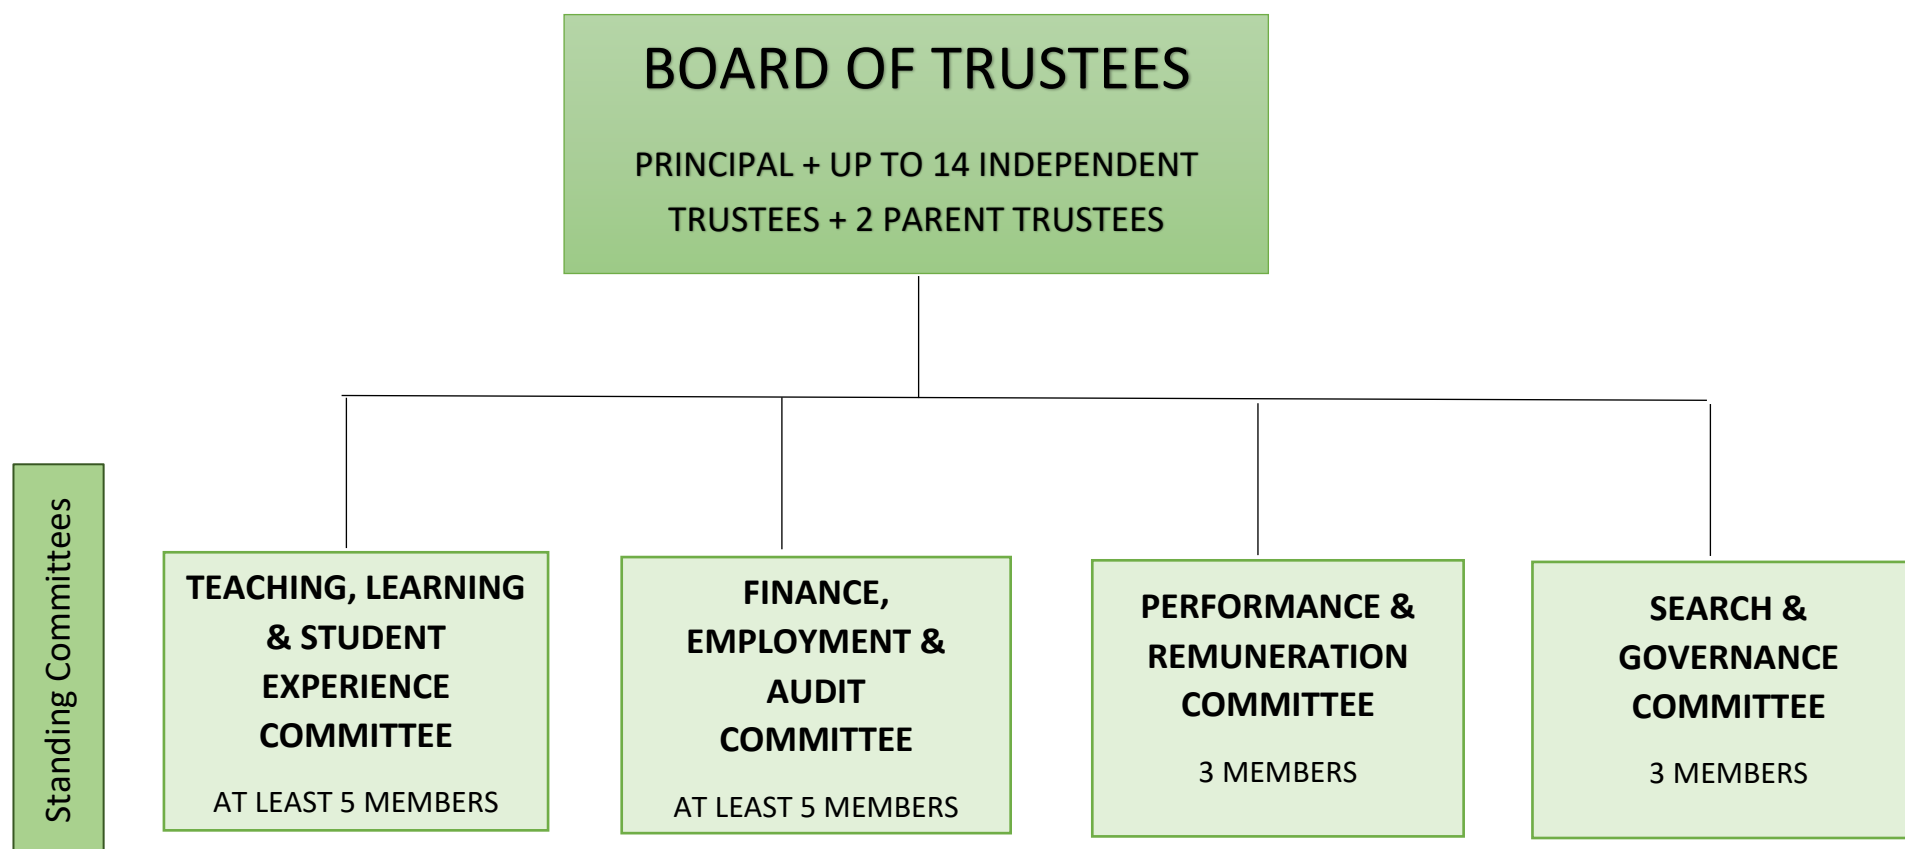 BOARD OF TRUSTEES
PRINCIPAL + UP TO 14 INDEPENDENT
TRUSTEES + 2 PARENT TRUSTEES
Standing Committees
TEACHING, LEARNING
& STUDENT
EXPERIENCE
COMMITTEE
AT LEAST 5 MEMBERS
FINANCE,
EMPLOYMENT &
AUDIT
COMMITTEE
AT LEAST 5 MEMBERS
PERFORMANCE &
REMUNERATION
COMMITTEE
3 MEMBERS
SEARCH &
GOVERNANCE
COMMITTEE
3 MEMBERS